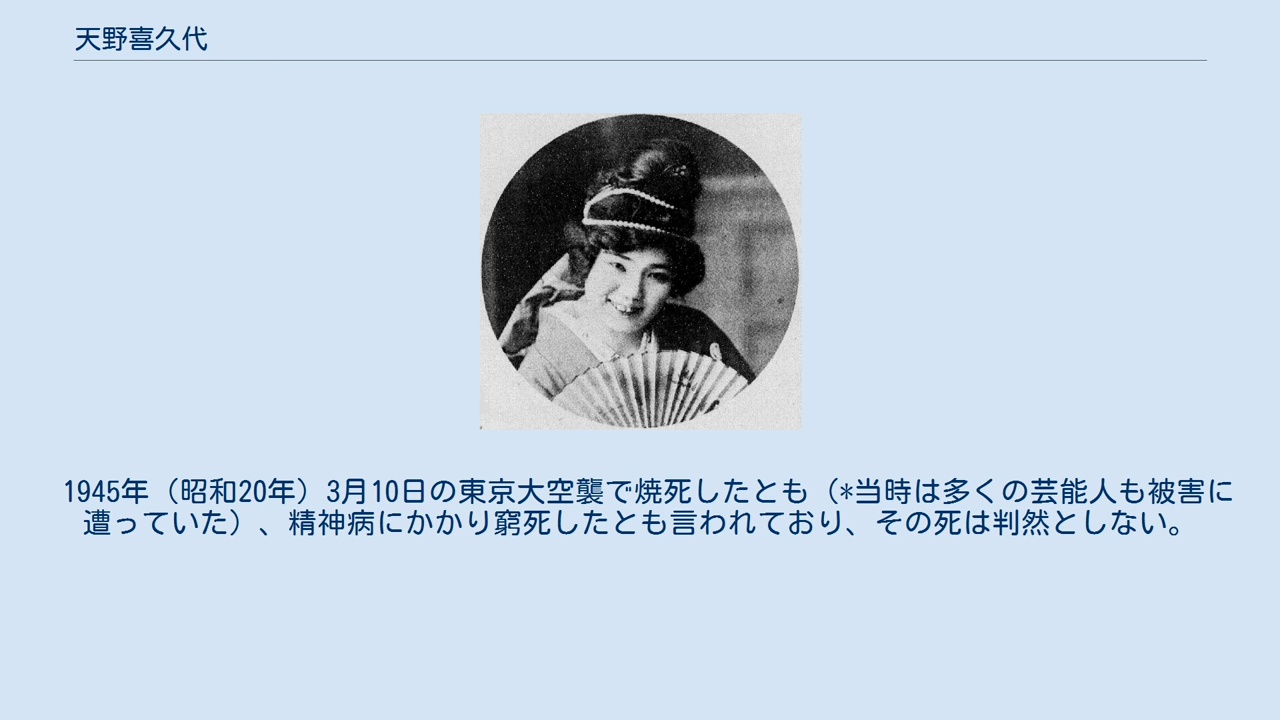 天野喜久代
1945年（昭和20年）3月10日の東京大空襲で焼死したとも（*当時は多くの芸能人も被害に
遭っていた）、精神病にかかり窮死したとも言われており、その死は判然としない。